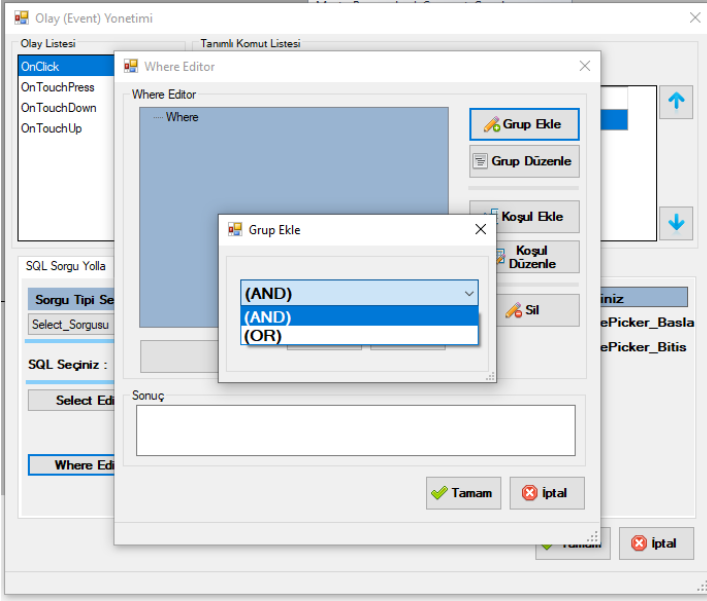 Olay (Event) Yonetimi
Olay Listesi
Tanımlı Komut Listesi
OnClick
OnTouchPress
OnTouchDown
OnTouchUp
Where Editor
Where Editor
Where
Grup Ekle
Grup Düzenle
Koşul Ekle
Koşul
Düzenle
Sil
Grup Ekle
(AND)
(AND)
(OR)
SQL Sorgu Yolla
Sorgu Tipi Se
Select_Sorgusu
SQL Seçiniz :
Select Edi
Where Edi
iniz
ePicker_Basla
ePicker_Bitis
Sonuç
Tamam
İptal
Tamam
İptal